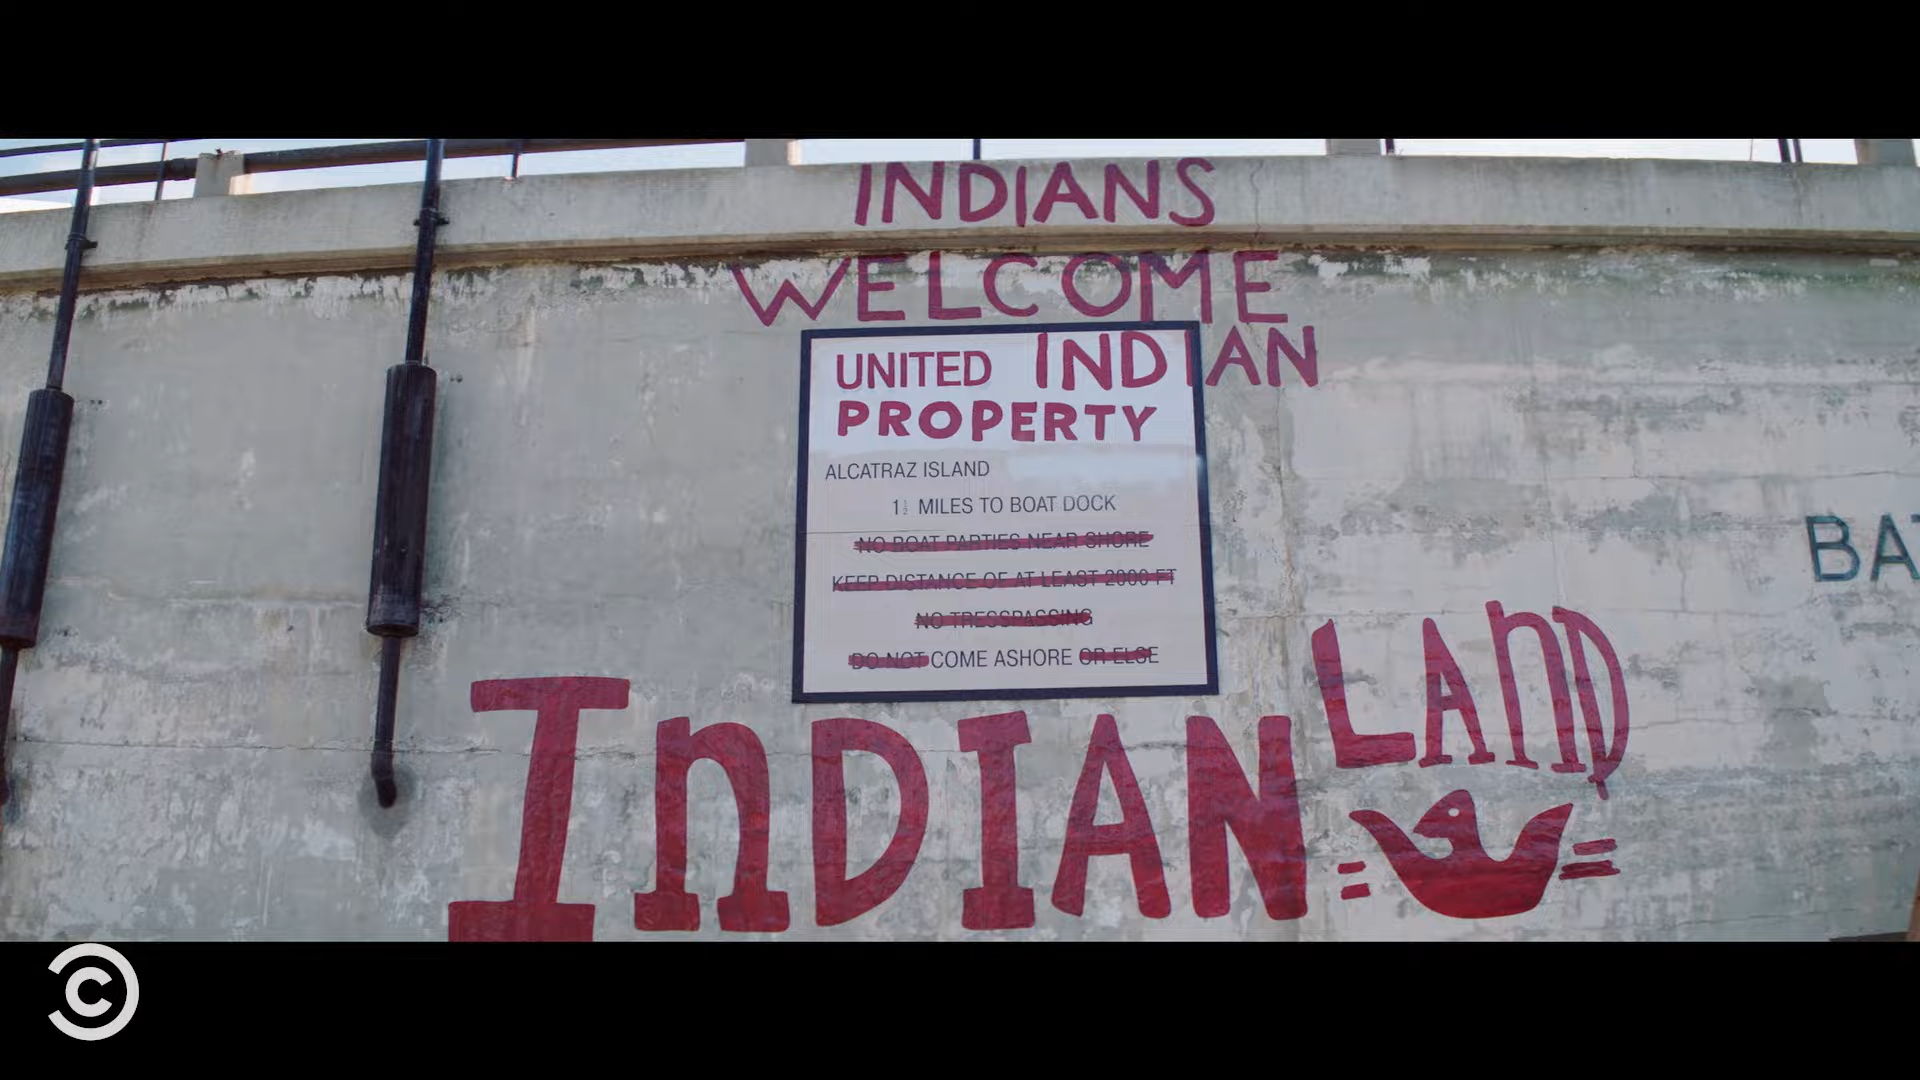 INDIANS
WELCOME
UNITED INDIAN
PROPERTY
ALCATRAZ ISLAND
1½ MILES TO BOAT DOCK
NO BOAT PARTIES NEAR SHORE
KEEP DISTANCE OF AT LEAST 2000 FT
NO TRESSPASSING
DO NOT COME ASHORE OR ELSE
INDIAN LAND